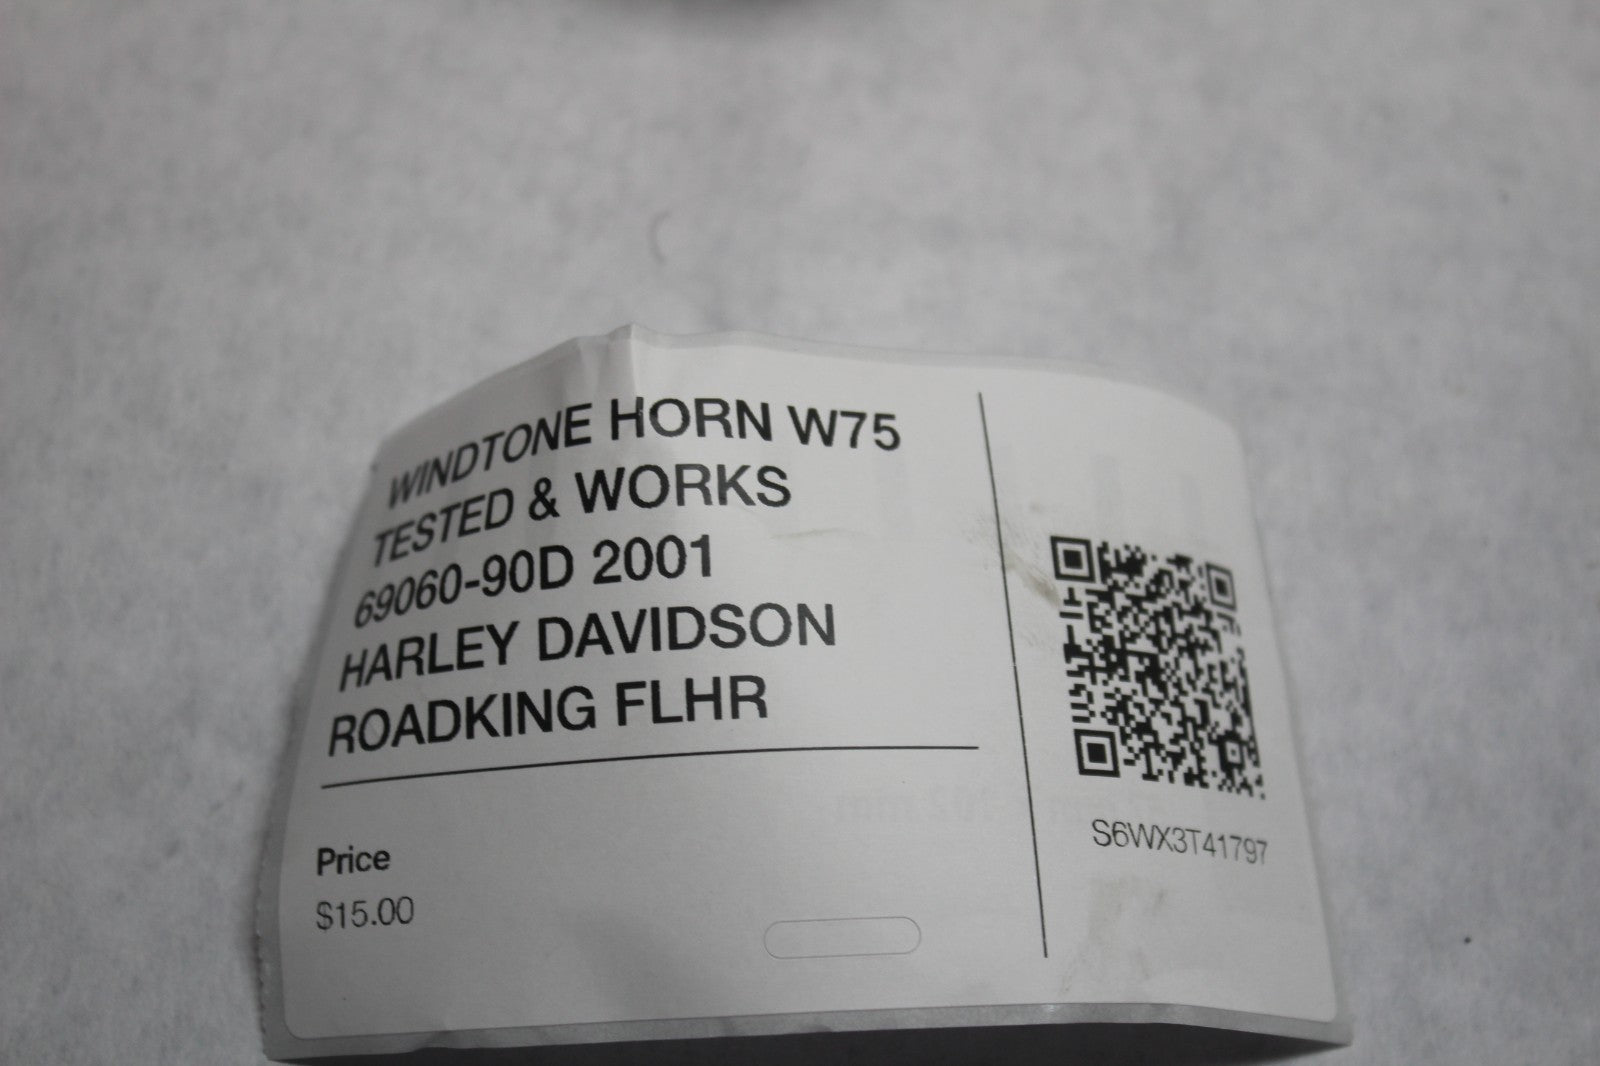 WINDTONE HORN W75
TESTED & WORKS
69060-90D 2001
HARLEY DAVIDSON
ROADKING FLHR
Price
$15.00
S6WX3T41797